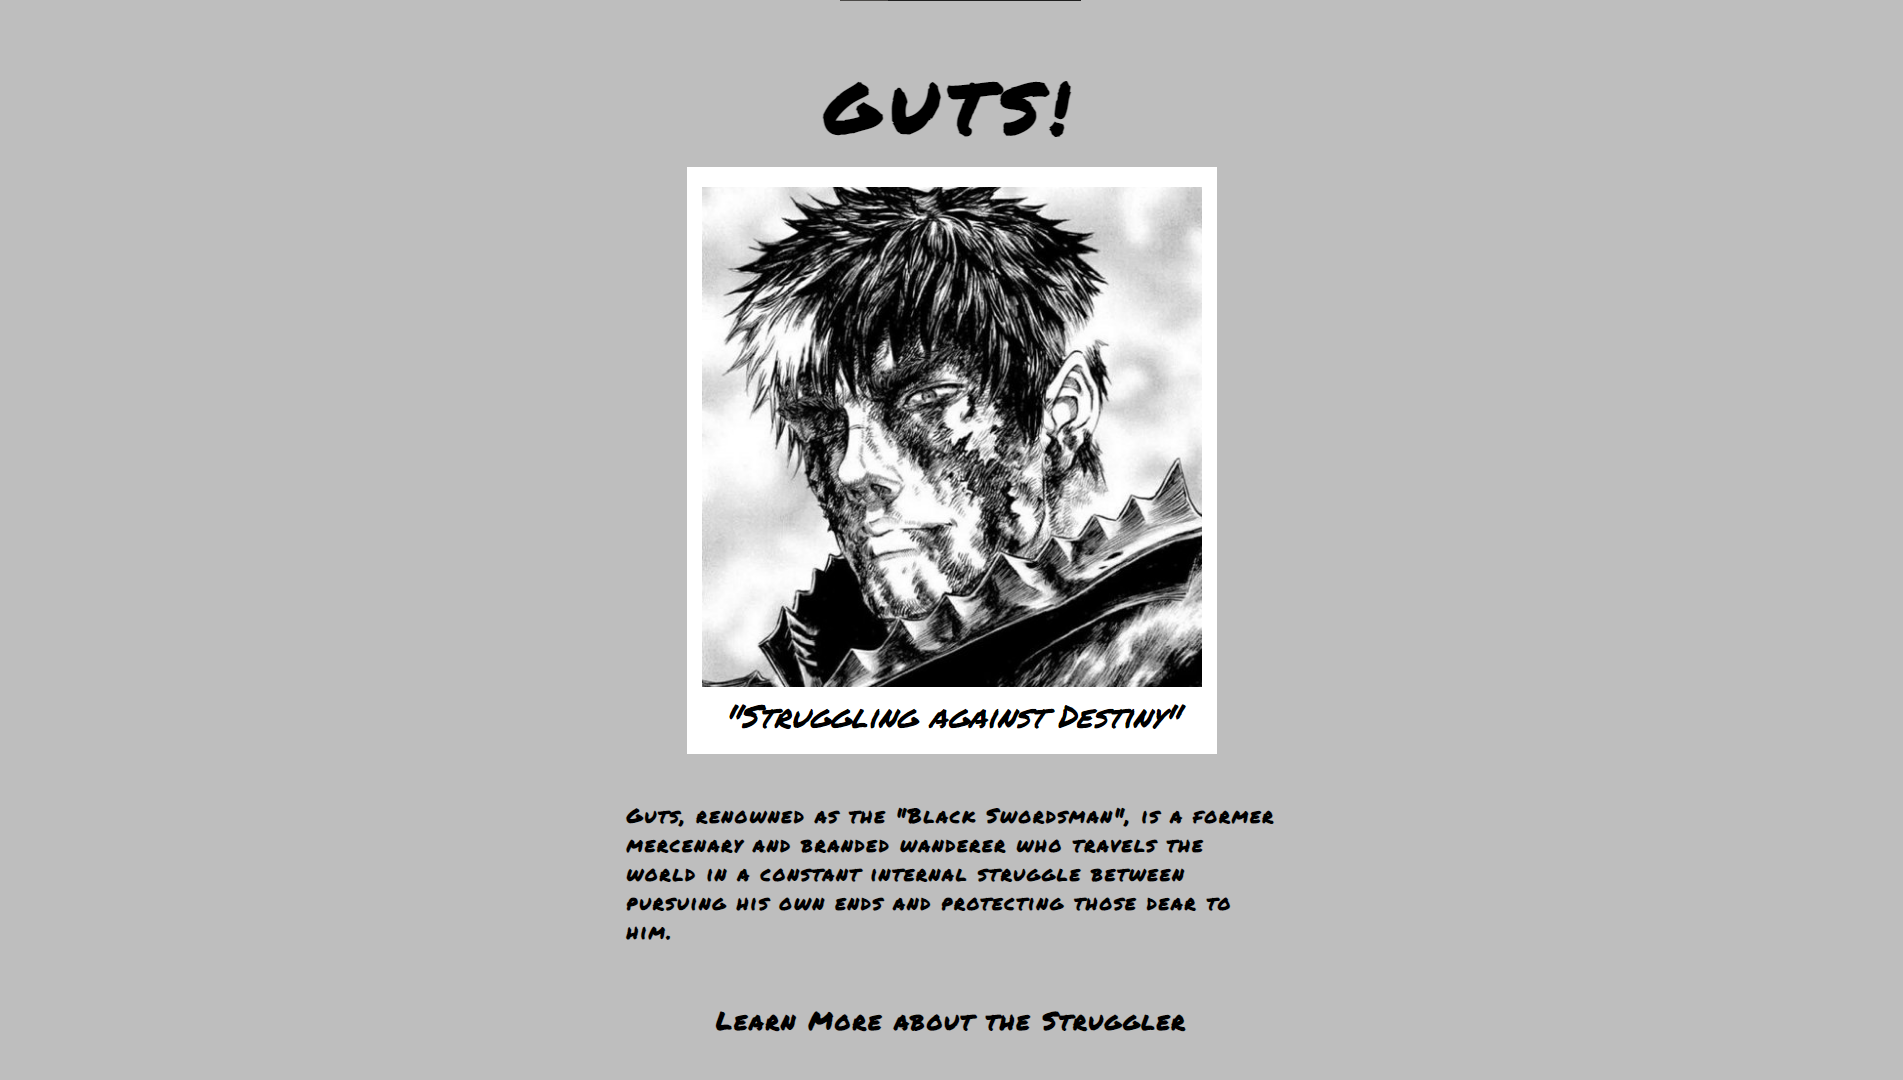 GUTS!
"Struggling against Destiny"
Guts, renowned as the "Black Swordsman", is a former
mercenary and branded wanderer who travels the
world in a constant internal struggle between
pursuing his own ends and protecting those dear to
him.
Learn More about the Struggler